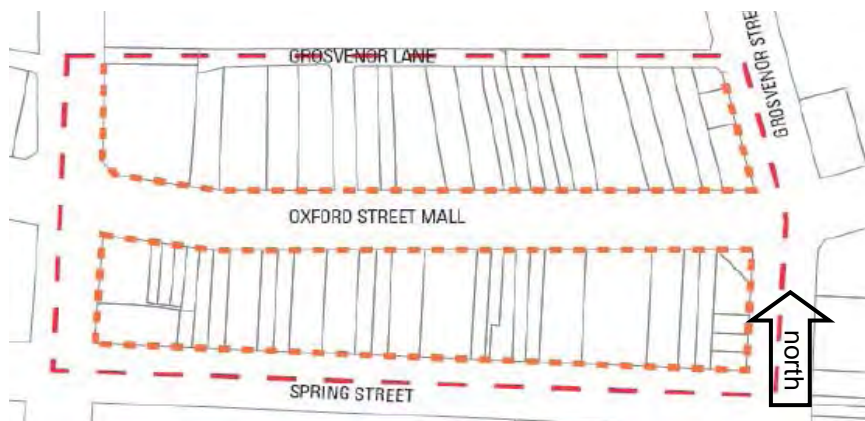 GROSVENOR LANE
GROSVENOR STRE
OXFORD STREET MALL
SPRING STREET
north